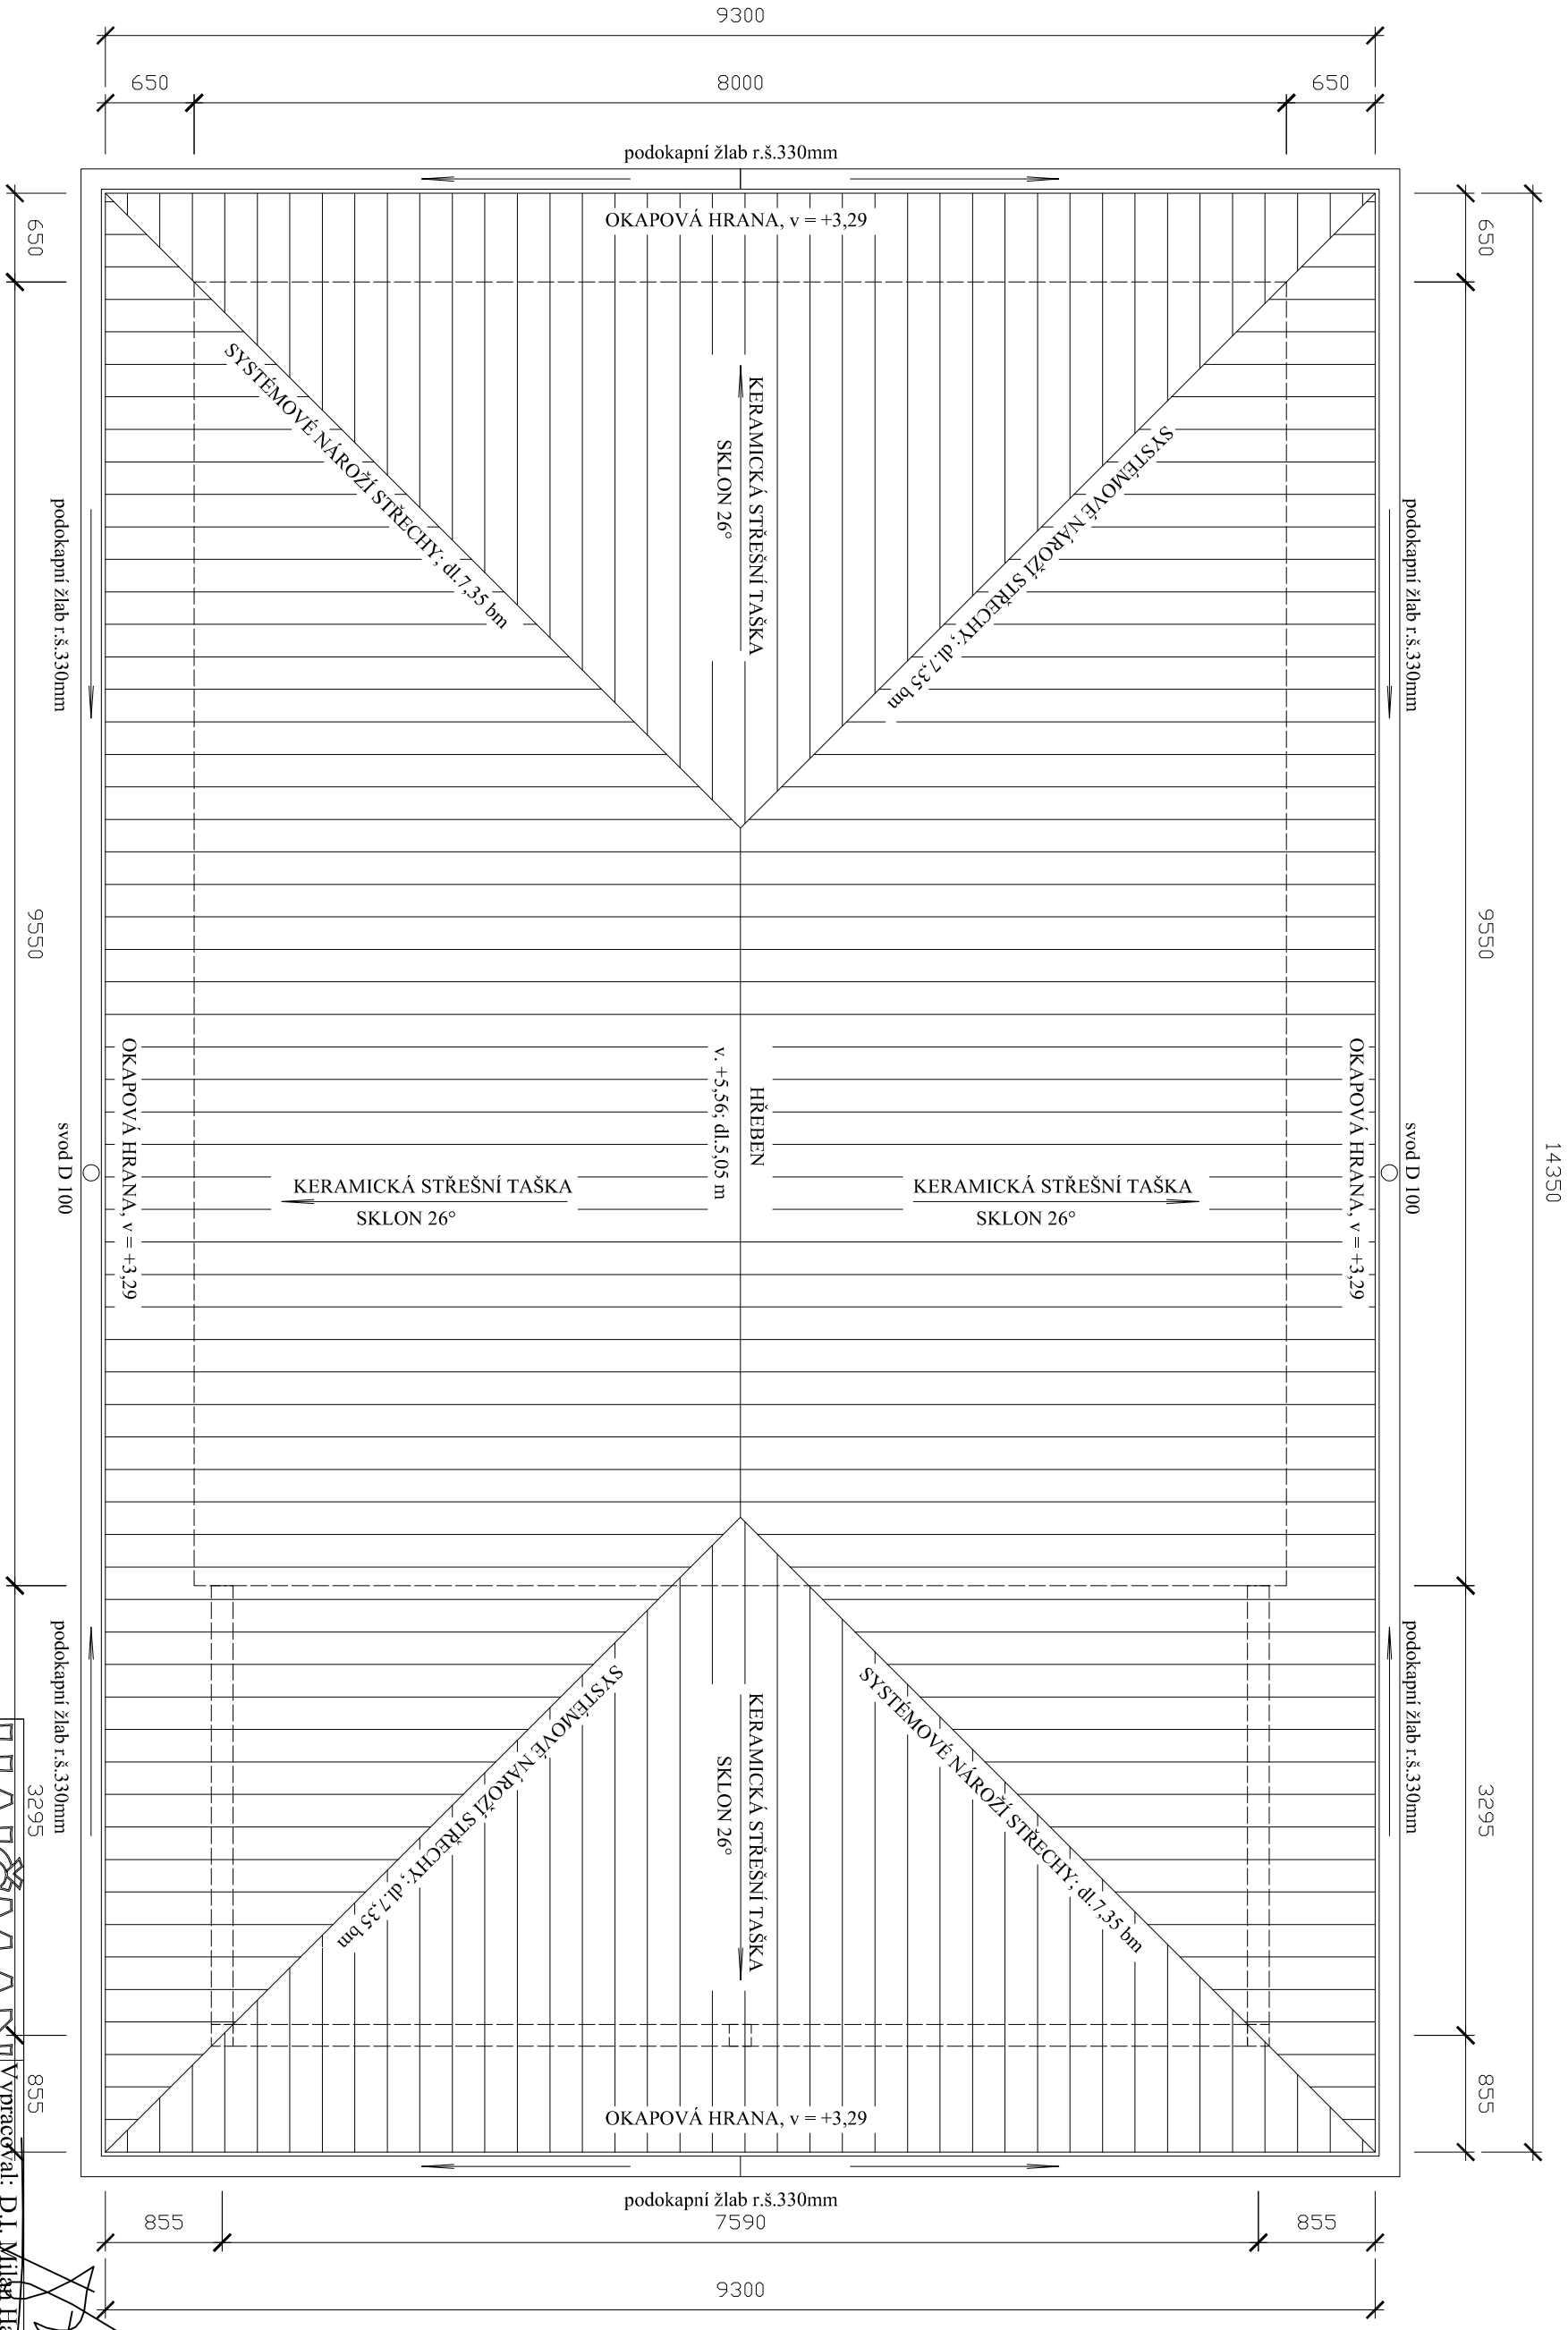 9300
650
8000
650
podokapní žlab r.š.330mm
OKAPOVÁ HRANA, v = +3,29
650
650
14350
KERAMICKÁ STŘEŠNÍ TAŠKA
SKLON 26°
SYSTÉMOVÉ NÁROŽÍ STŘECHY; dl.7,35 bm
SYSTÉMOVÉ NÁROŽÍ STŘECHY; dl.7,35 bm
podokapní žlab r.š.330mm
podokapní žlab r.š.330mm
9550
9550
OKAPOVÁ HRANA, v = +3,29
HŘEBEN
v. +5,56; dl.5,05 m
OKAPOVÁ HRANA, v = +3,29
svod D 100
svod D 100
KERAMICKÁ STŘEŠNÍ TAŠKA
SKLON 26°
KERAMICKÁ STŘEŠNÍ TAŠKA
SKLON 26°
podokapní žlab r.š.330mm
podokapní žlab r.š.330mm
3295
3295
SYSTÉMOVÉ NÁROŽÍ STŘECHY; dl.7,35 bm
SYSTÉMOVÉ NÁROŽÍ STŘECHY; dl.7,35 bm
KERAMICKÁ STŘEŠNÍ TAŠKA
SKLON 26°
855
855
OKAPOVÁ HRANA, v = +3,29
podokapní žlab r.š.330mm
855
7590
855
9300
Vypracoval: D.I. Milan